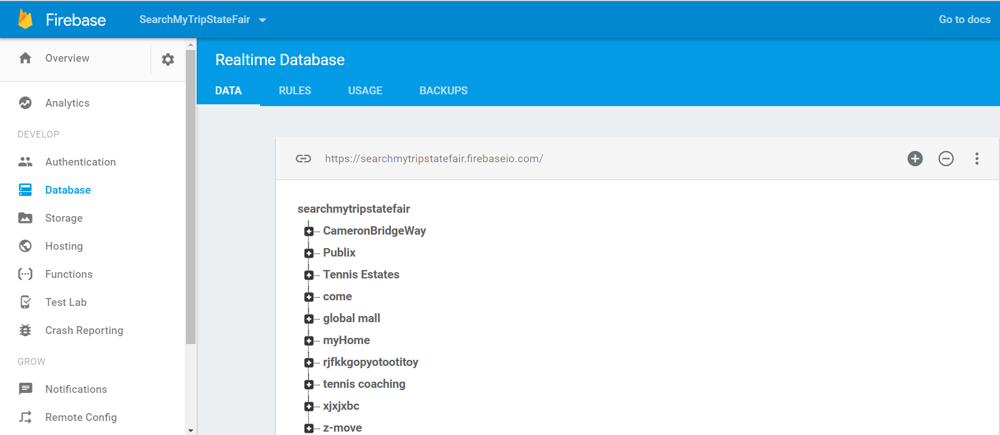 Firebase
SearchMyTripStateFair
Go to docs
Overview
Analytics
DEVELOP
Authentication
Database
Storage
Hosting
Functions
Test Lab
Crash Reporting
GROW
Notifications
Remote Config
Realtime Database
DATA RULES USAGE BACKUPS
https://searchmytripstatefair.firebaseio.com/
searchmytripstatefair
CameronBridgeWay
Publix
Tennis Estates
come
global mall
myHome
rjfkkgopyotootitoy
tennis coaching
xjxjxbc
z-move